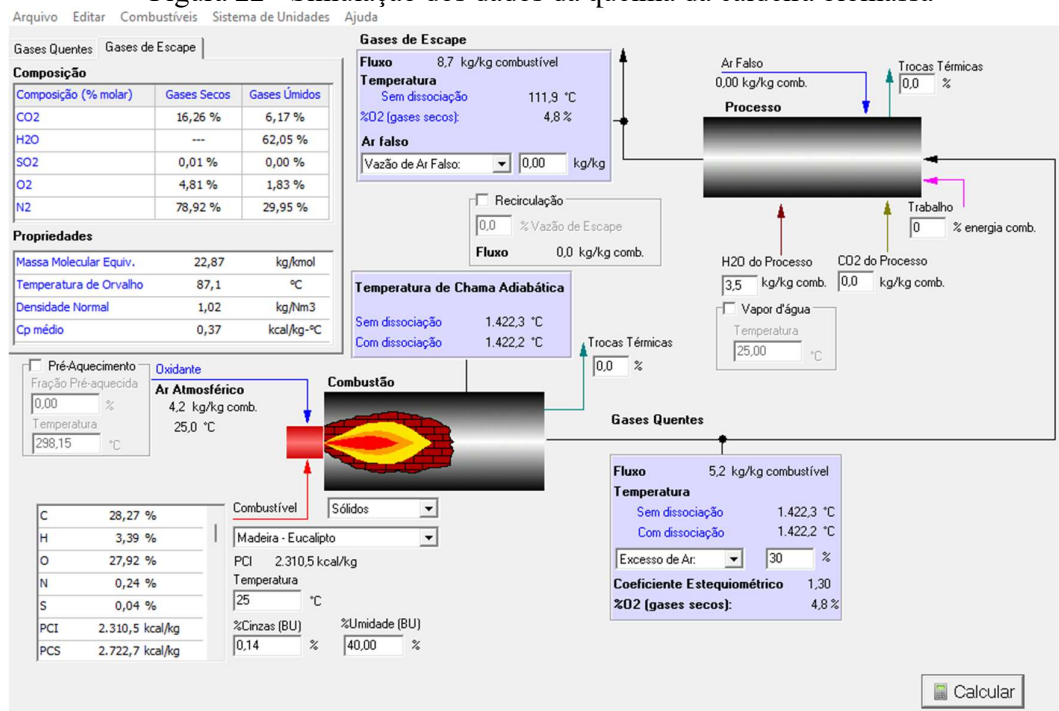 Figura 22 - Simulação dos dados da queima da caldeira biomassa
Arquivo Editar Combustíveis Sistema de Unidades Ajuda
Gases Quentes Gases de Escape
Composição
Composição (% molar) Gases Secos Gases Úmidos
CO2 16,26 % 6,17 %
H2O --- 62,05 %
SO2 0,01 % 0,00 %
O2 4,81 % 1,83 %
N2 78,92 % 29,95 %
Propriedades
Massa Molecular Equiv. 22,87 kg/kmol
Temperatura de Orvalho 87,1 ºC
Densidade Normal 1,02 kg/Nm3
Cp médio 0,37 kcal/kg-ºC
Gases de Escape
Fluxo 8,7 kg/kg combustível
Temperatura
Sem dissociação 111,9 °C
%O2 (gases secos): 4,8 %
Ar falso
Vazão de Ar Falso: 0,00 kg/kg
Ar Falso
0,00 kg/kg comb.
Trocas Térmicas
0,0 %
Processo
Trabalho
0 % energia comb.
H2O do Processo
3,5 kg/kg comb.
CO2 do Processo
0,0 kg/kg comb.
Vapor d'água
Temperatura
25,00 °C
Recirculação
0,0 % Vazão de Escape
Fluxo 0,0 kg/kg comb.
Temperatura de Chama Adiabática
Sem dissociação 1.422,3 °C
Com dissociação 1.422,2 °C
Trocas Térmicas
0,0 %
Pré-Aquecimento
Fração Pré-aquecida
0,00 %
Temperatura
298,15 °C
Oxidante
Ar Atmosférico
4,2 kg/kg comb.
25,0 °C
Combustão
Gases Quentes
Fluxo 5,2 kg/kg combustível
Temperatura
Sem dissociação 1.422,3 °C
Com dissociação 1.422,2 °C
Excesso de Ar: 30 %
Coeficiente Estequiométrico 1,30
%O2 (gases secos): 4,8 %
C 28,27 %
H 3,39 %
O 27,92 %
N 0,24 %
S 0,04 %
PCI 2.310,5 kcal/kg
PCS 2.722,7 kcal/kg
Combustível Sólidos
Madeira - Eucalipto
PCI 2.310,5 kcal/kg
Temperatura
25 °C
%Cinzas (BU) %Umidade (BU)
0,14 % 40,00 %
Calcular